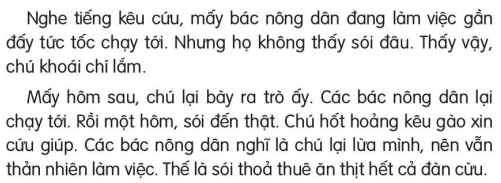 Nghe tiếng kêu cứu, mấy bác nông dân đang làm việc gần
đấy tức tốc chạy tới. Nhưng họ không thấy sói đâu. Thấy vậy,
chú khoái chí lắm.
Mấy hôm sau, chú lại bày ra trò ấy. Các bác nông dân lại
chạy tới. Rồi một hôm, sói đến thật. Chú hốt hoảng kêu gào xin
cứu giúp. Các bác nông dân nghĩ là chú lại lừa mình, nên vẫn
thản nhiên làm việc. Thế là sói thoả thuê ăn thịt hết cả đàn cừu.